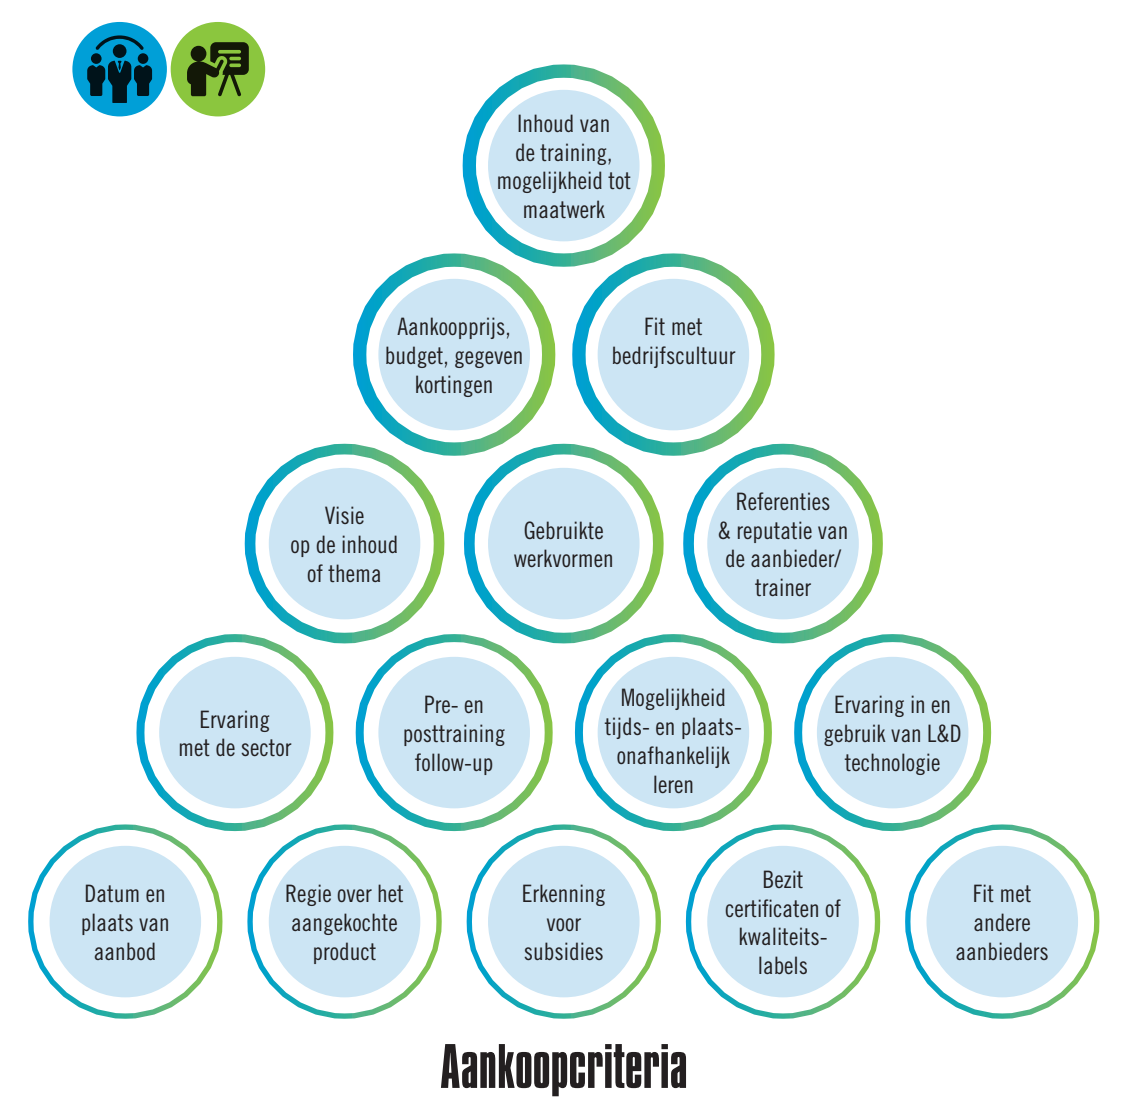 Inhoud van
de training,
mogelijkheid tot
maatwerk
Aankoopprijs,
budget, gegeven
kortingen
Fit met
bedrijfscultuur
Visie
op de inhoud
of thema
Gebruikte
werkvormen
Referenties
& reputatie van
de aanbieder/
trainer
Ervaring
met de sector
Pre- en
posttraining
follow-up
Mogelijkheid
tijds- en plaats-
onafhankelijk
leren
Ervaring in en
gebruik van L&D
technologie
Datum en
plaats van
aanbod
Regie over het
aangekochte
product
Erkenning
voor
subsidies
Bezit
certificaten of
kwaliteits-
labels
Fit met
andere
aanbieders
Aankoopcriteria